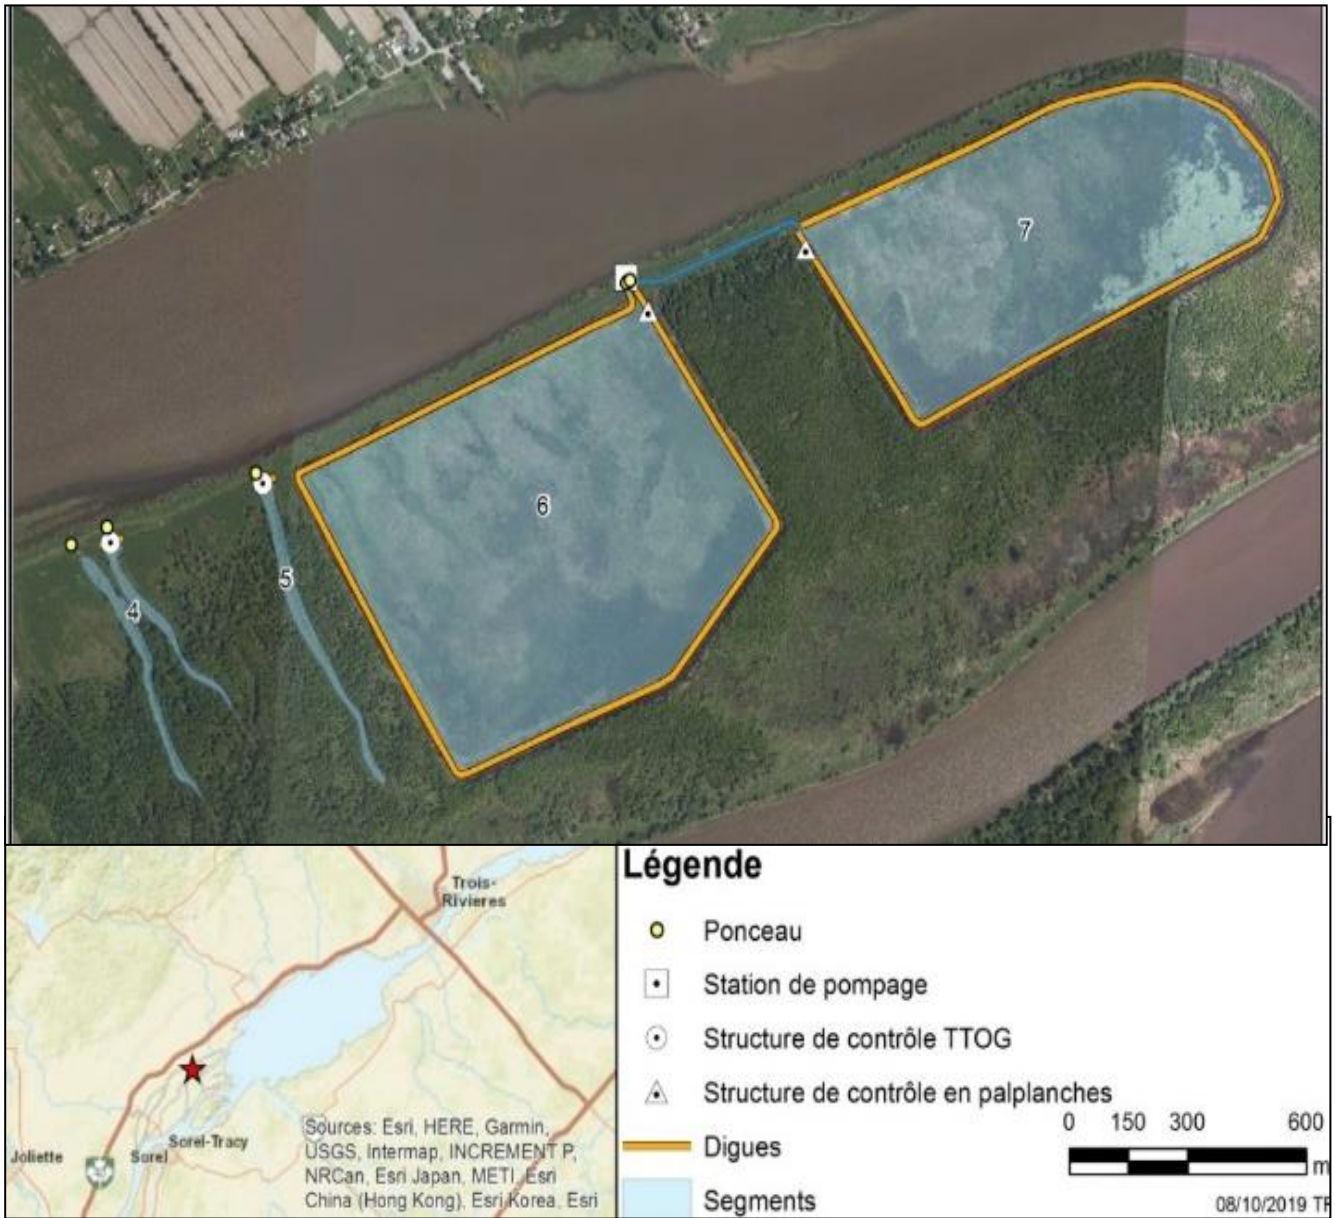 7
6
5
4
Trois-
Rivieres
Joliette
Sorel
Sorel-Tracy
Sources: Esri, HERE, Garmin,
USGS, Intermap, INCREMENT P,
NRCan, Esri Japan, METI, Esri
China (Hong Kong), Esri Korea, Esri
Légende
Ponceau
Station de pompage
Structure de contrôle TTOG
Structure de contrôle en palplanches
Digues
Segments
0 150 300 600
m
08/10/2019